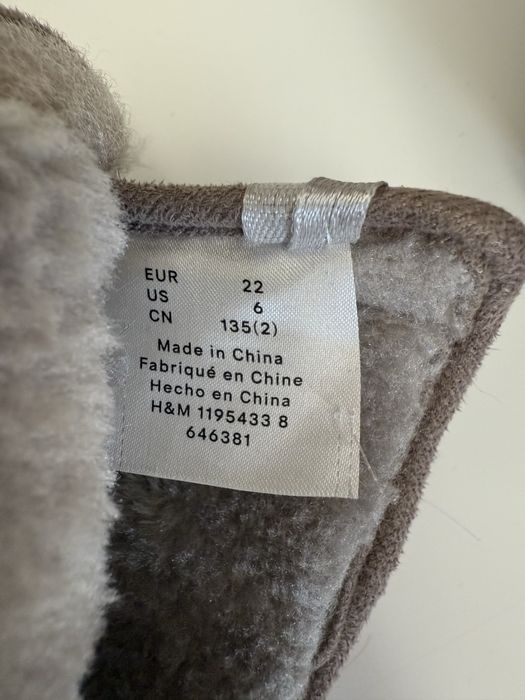 EUR 22
US 6
CN 135(2)
Made in China
Fabriqué en Chine
Hecho en China
H&M 1195433 8
646381